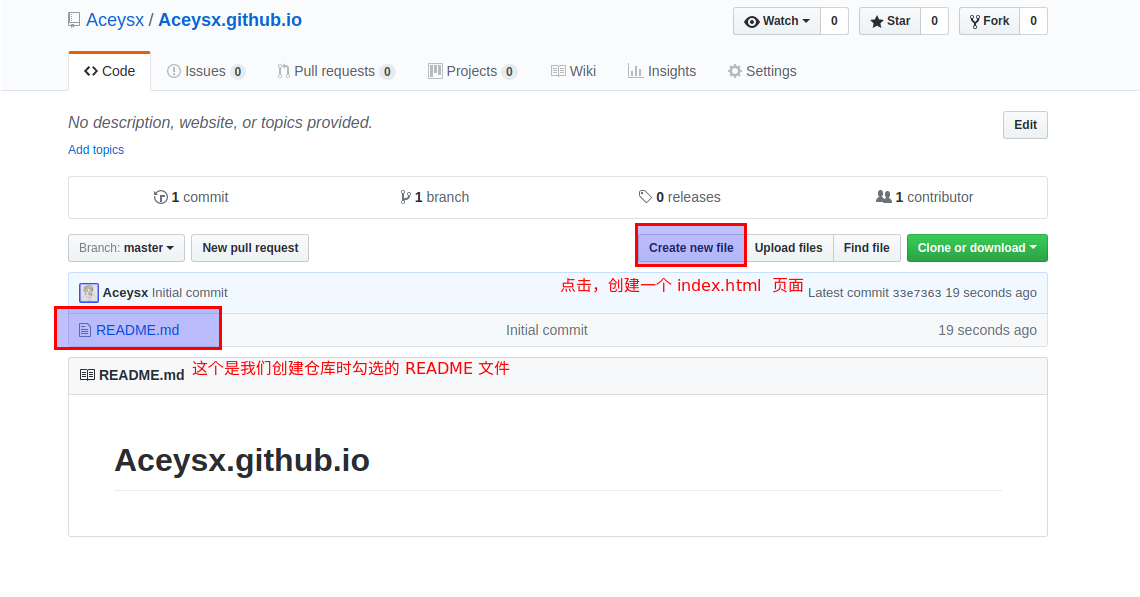 Aceysx / Aceysx.github.io Watch 0 Star 0 Fork 0
Code Issues 0 Pull requests 0 Projects 0 Wiki Insights Settings
No description, website, or topics provided. Edit
Add topics
1 commit 1 branch 0 releases 1 contributor
Branch: master New pull request Create new file Upload files Find file Clone or download
Aceysx Initial commit 点击，创建一个 index.html 页面 Latest commit 33e7363 19 seconds ago
README.md Initial commit 19 seconds ago
README.md 这个是我们创建仓库时勾选的 README 文件
Aceysx.github.io